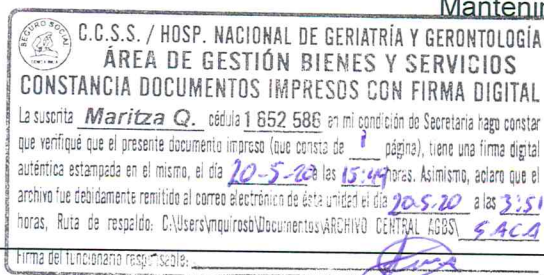 Mantenim
SEGURO SOCIAL
C.C.S.S. / HOSP. NACIONAL DE GERIATRÍA Y GERONTOLOGÍA
ÁREA DE GESTIÓN BIENES Y SERVICIOS
CONSTANCIA DOCUMENTOS IMPRESOS CON FIRMA DIGITAL
La suscrita Maritza Q. cédula 1 652 586 en mi condición de Secretaria hago constar
que verifiqué que el presente documento impreso (que consta de 1 página), tiene una firma digital
auténtica estampada en el mismo, el día 20-5-20 a las 15:49 horas. Asimismo, aclaro que el
archivo fue debidamente remitido al correo electrónico de ésta unidad el día 20.5.20 a las 3:51
horas, Ruta de respaldo: C:\Users\mquirosb\Documentos\ARCHIVO CENTRAL AGBS\ SACA
Firma del funcionario responsable: